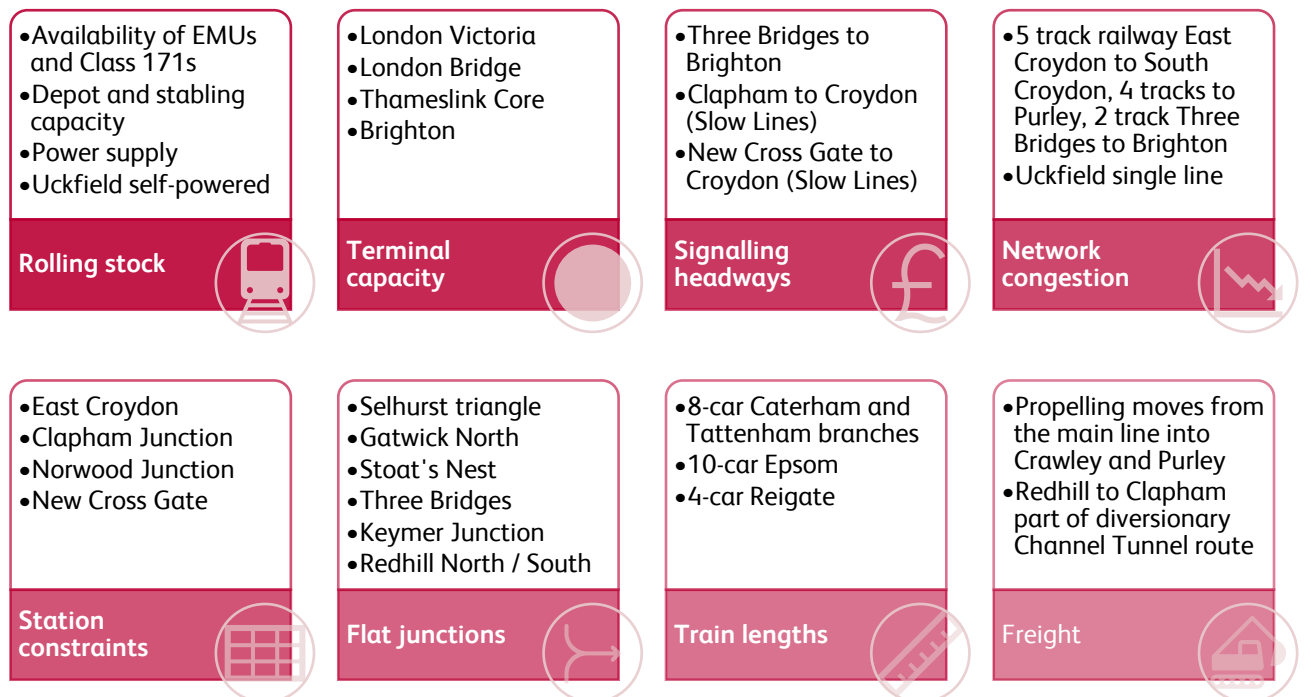 •Availability of EMUs
and Class 171s
•Depot and stabling
capacity
•Power supply
•Uckfield self-powered
Rolling stock
•London Victoria
•London Bridge
•Thameslink Core
•Brighton
Terminal
capacity
•Three Bridges to
Brighton
•Clapham to Croydon
(Slow Lines)
•New Cross Gate to
Croydon (Slow Lines)
Signalling
headways
£
•5 track railway East
Croydon to South
Croydon, 4 tracks to
Purley, 2 track Three
Bridges to Brighton
•Uckfield single line
Network
congestion
•East Croydon
•Clapham Junction
•Norwood Junction
•New Cross Gate
Station
constraints
•Selhurst triangle
•Gatwick North
•Stoat's Nest
•Three Bridges
•Keymer Junction
•Redhill North / South
Flat junctions
•8-car Caterham and
Tattenham branches
•10-car Epsom
•4-car Reigate
Train lengths
•Propelling moves from
the main line into
Crawley and Purley
•Redhill to Clapham
part of diversionary
Channel Tunnel route
Freight